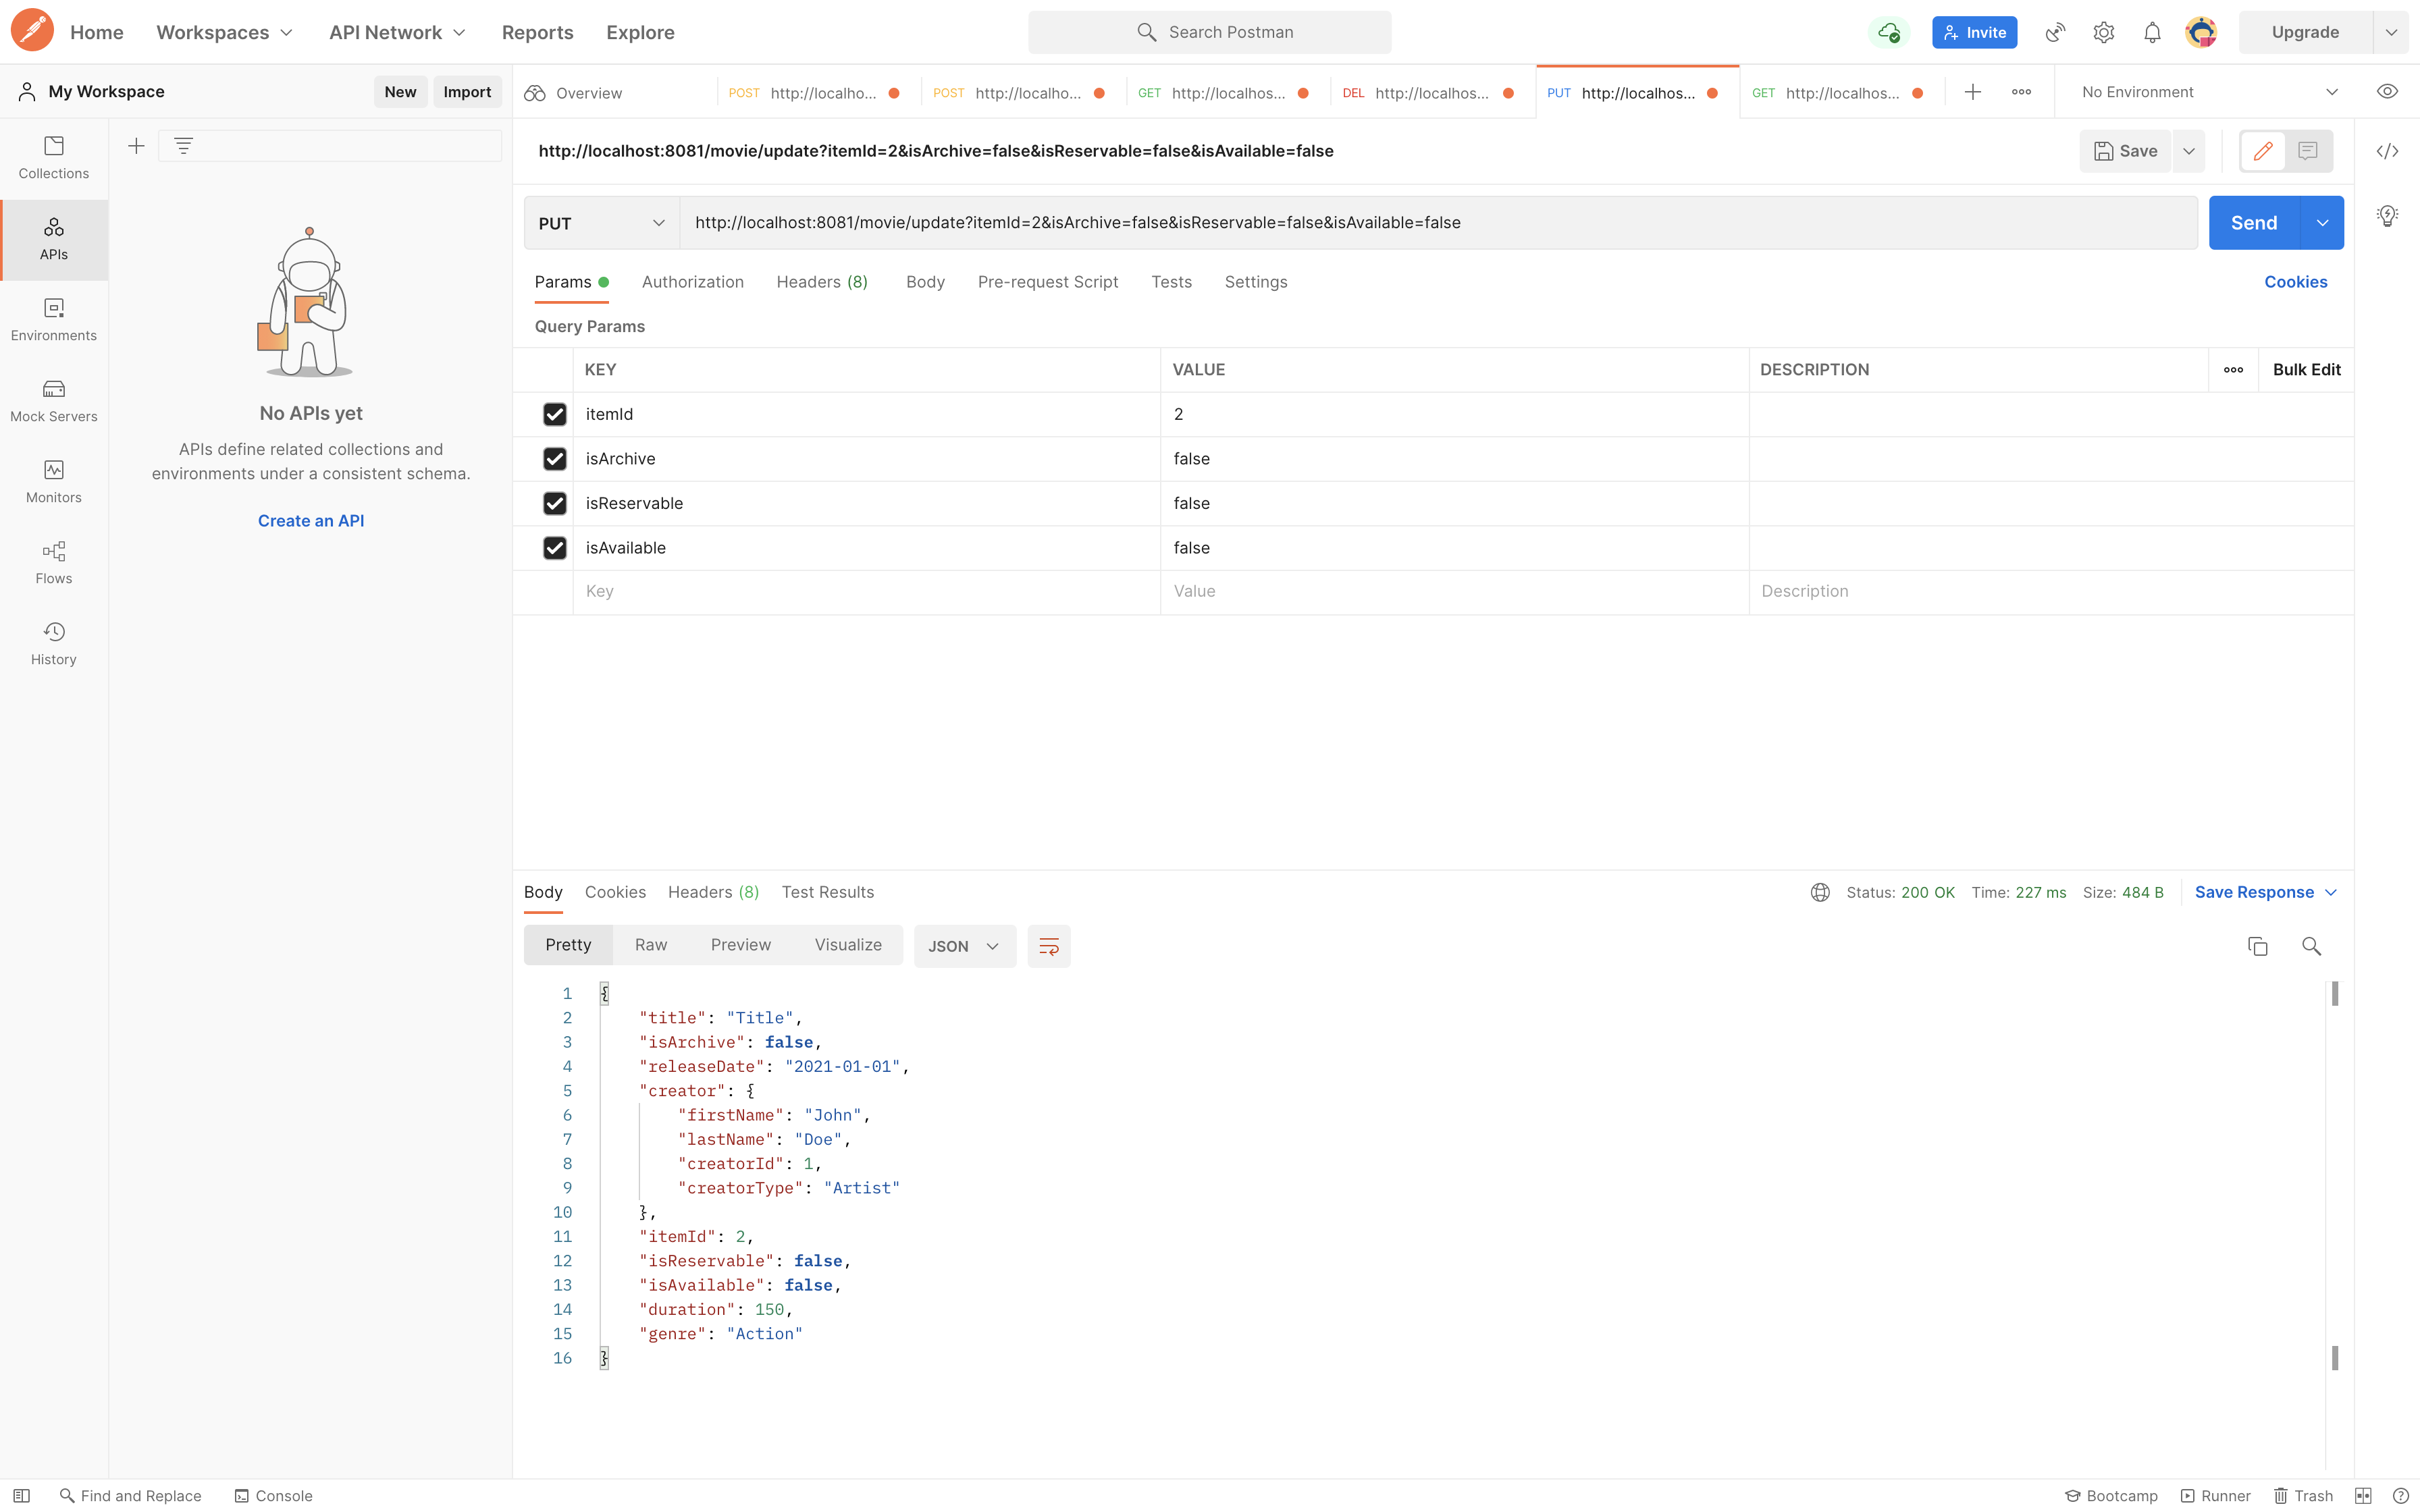 Home Workspaces API Network Reports Explore Search Postman Invite Upgrade
My Workspace New Import Overview POST http://localho... POST http://localho... GET http://localhos... DEL http://localhos... PUT http://localhos... GET http://localhos... No Environment
Collections
APIs
Environments
Mock Servers
Monitors
Flows
History
No APIs yet
APIs define related collections and
environments under a consistent schema.
Create an API
http://localhost:8081/movie/update?itemId=2&isArchive=false&isReservable=false&isAvailable=false Save
PUT http://localhost:8081/movie/update?itemId=2&isArchive=false&isReservable=false&isAvailable=false Send
Params Authorization Headers (8) Body Pre-request Script Tests Settings Cookies
Query Params
KEY VALUE DESCRIPTION Bulk Edit
itemId 2
isArchive false
isReservable false
isAvailable false
Key Value Description
Body Cookies Headers (8) Test Results Status: 200 OK Time: 227 ms Size: 484 B Save Response
Pretty Raw Preview Visualize JSON
1 {
2 "title": "Title",
3 "isArchive": false,
4 "releaseDate": "2021-01-01",
5 "creator": {
6 "firstName": "John",
7 "lastName": "Doe",
8 "creatorId": 1,
9 "creatorType": "Artist"
10 },
11 "itemId": 2,
12 "isReservable": false,
13 "isAvailable": false,
14 "duration": 150,
15 "genre": "Action"
16 }
Find and Replace Console Bootcamp Runner Trash